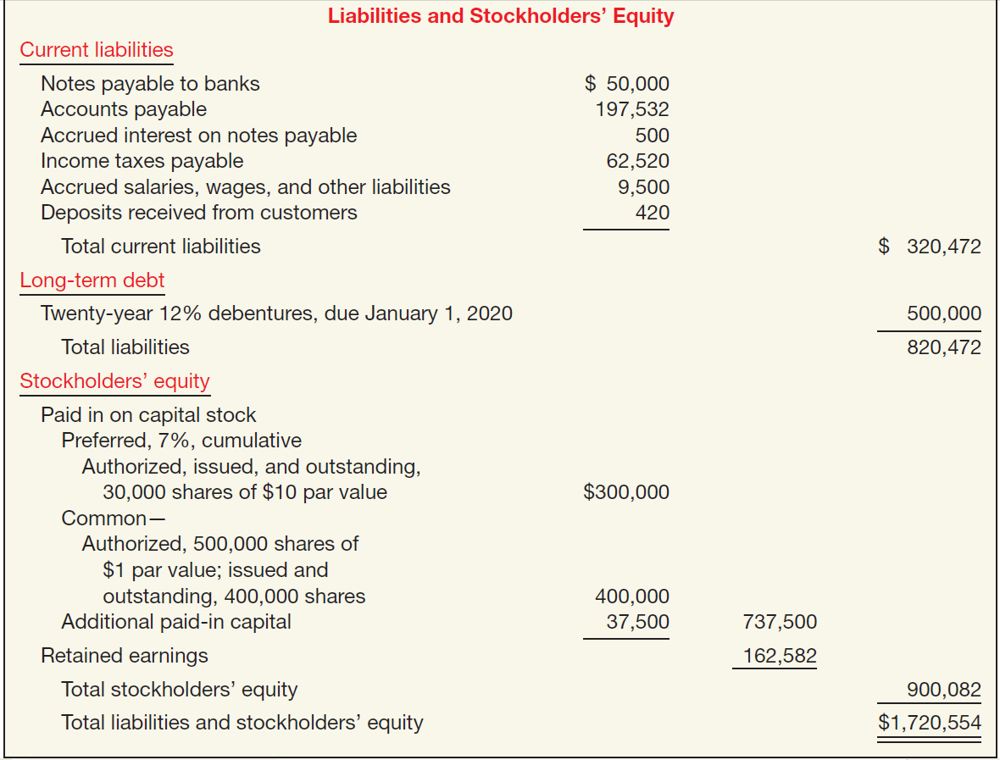 Liabilities and Stockholders’ Equity
Current liabilities
Notes payable to banks $ 50,000
Accounts payable 197,532
Accrued interest on notes payable 500
Income taxes payable 62,520
Accrued salaries, wages, and other liabilities 9,500
Deposits received from customers 420
Total current liabilities $ 320,472
Long-term debt
Twenty-year 12% debentures, due January 1, 2020 500,000
Total liabilities 820,472
Stockholders’ equity
Paid in on capital stock
Preferred, 7%, cumulative
Authorized, issued, and outstanding,
30,000 shares of $10 par value $300,000
Common—
Authorized, 500,000 shares of
$1 par value; issued and
outstanding, 400,000 shares 400,000
Additional paid-in capital 37,500 737,500
Retained earnings 162,582
Total stockholders’ equity 900,082
Total liabilities and stockholders’ equity $1,720,554